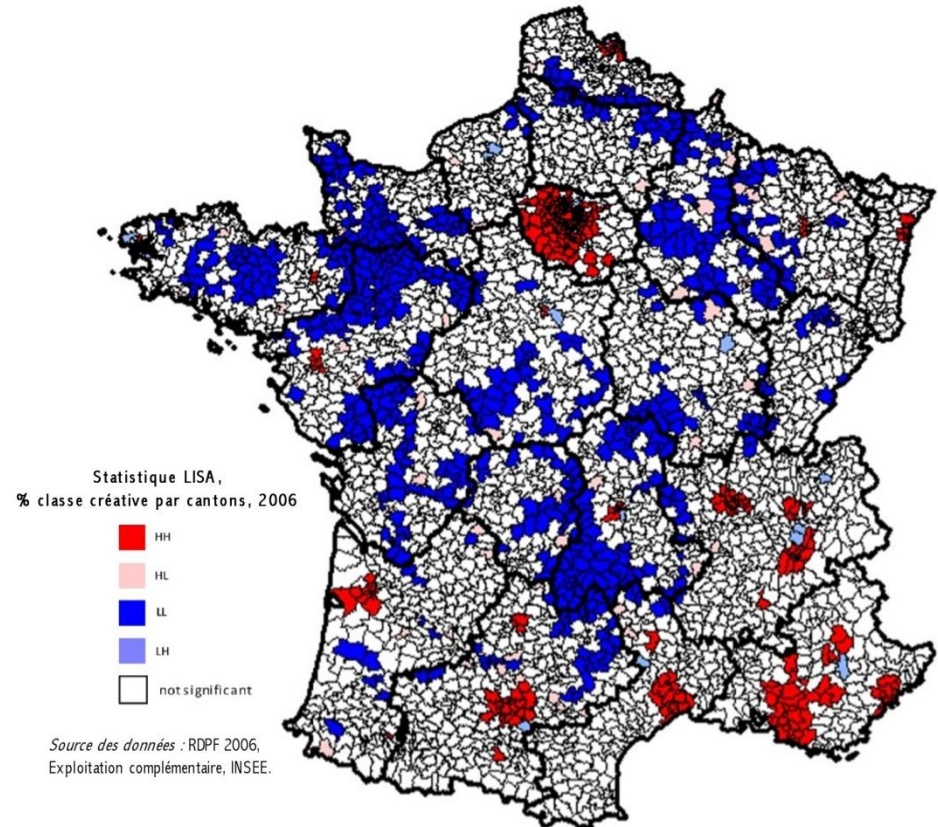 Statistique LISA,
% classe créative par cantons, 2006
HH
HL
LL
LH
not significant
Source des données : RDPF 2006,
Exploitation complémentaire, INSEE.